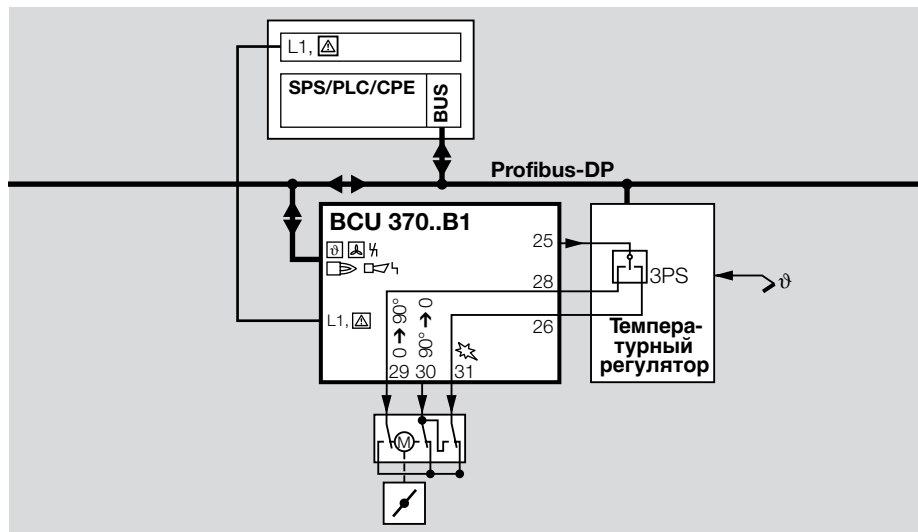 L1, ⚠
SPS/PLC/CPE
BUS
Profibus-DP
BCU 370..B1
ϑ
25
3PS
ϑ
28
L1, ⚠
0 ➔ 90°
90° ➔ 0
26
Темпера-
турный
регулятор
29 30 31
M